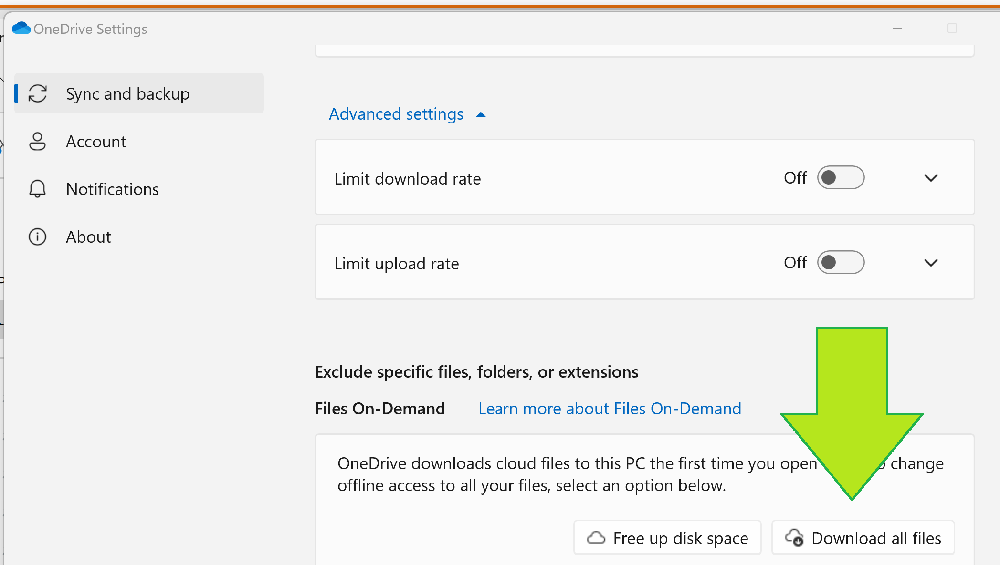 OneDrive Settings
Sync and backup
Account
Notifications
About
Advanced settings
Limit download rate
Off
Limit upload rate
Off
Exclude specific files, folders, or extensions
Files On-Demand
Learn more about Files On-Demand
OneDrive downloads cloud files to this PC the first time you open change
offline access to all your files, select an option below.
Free up disk space
Download all files